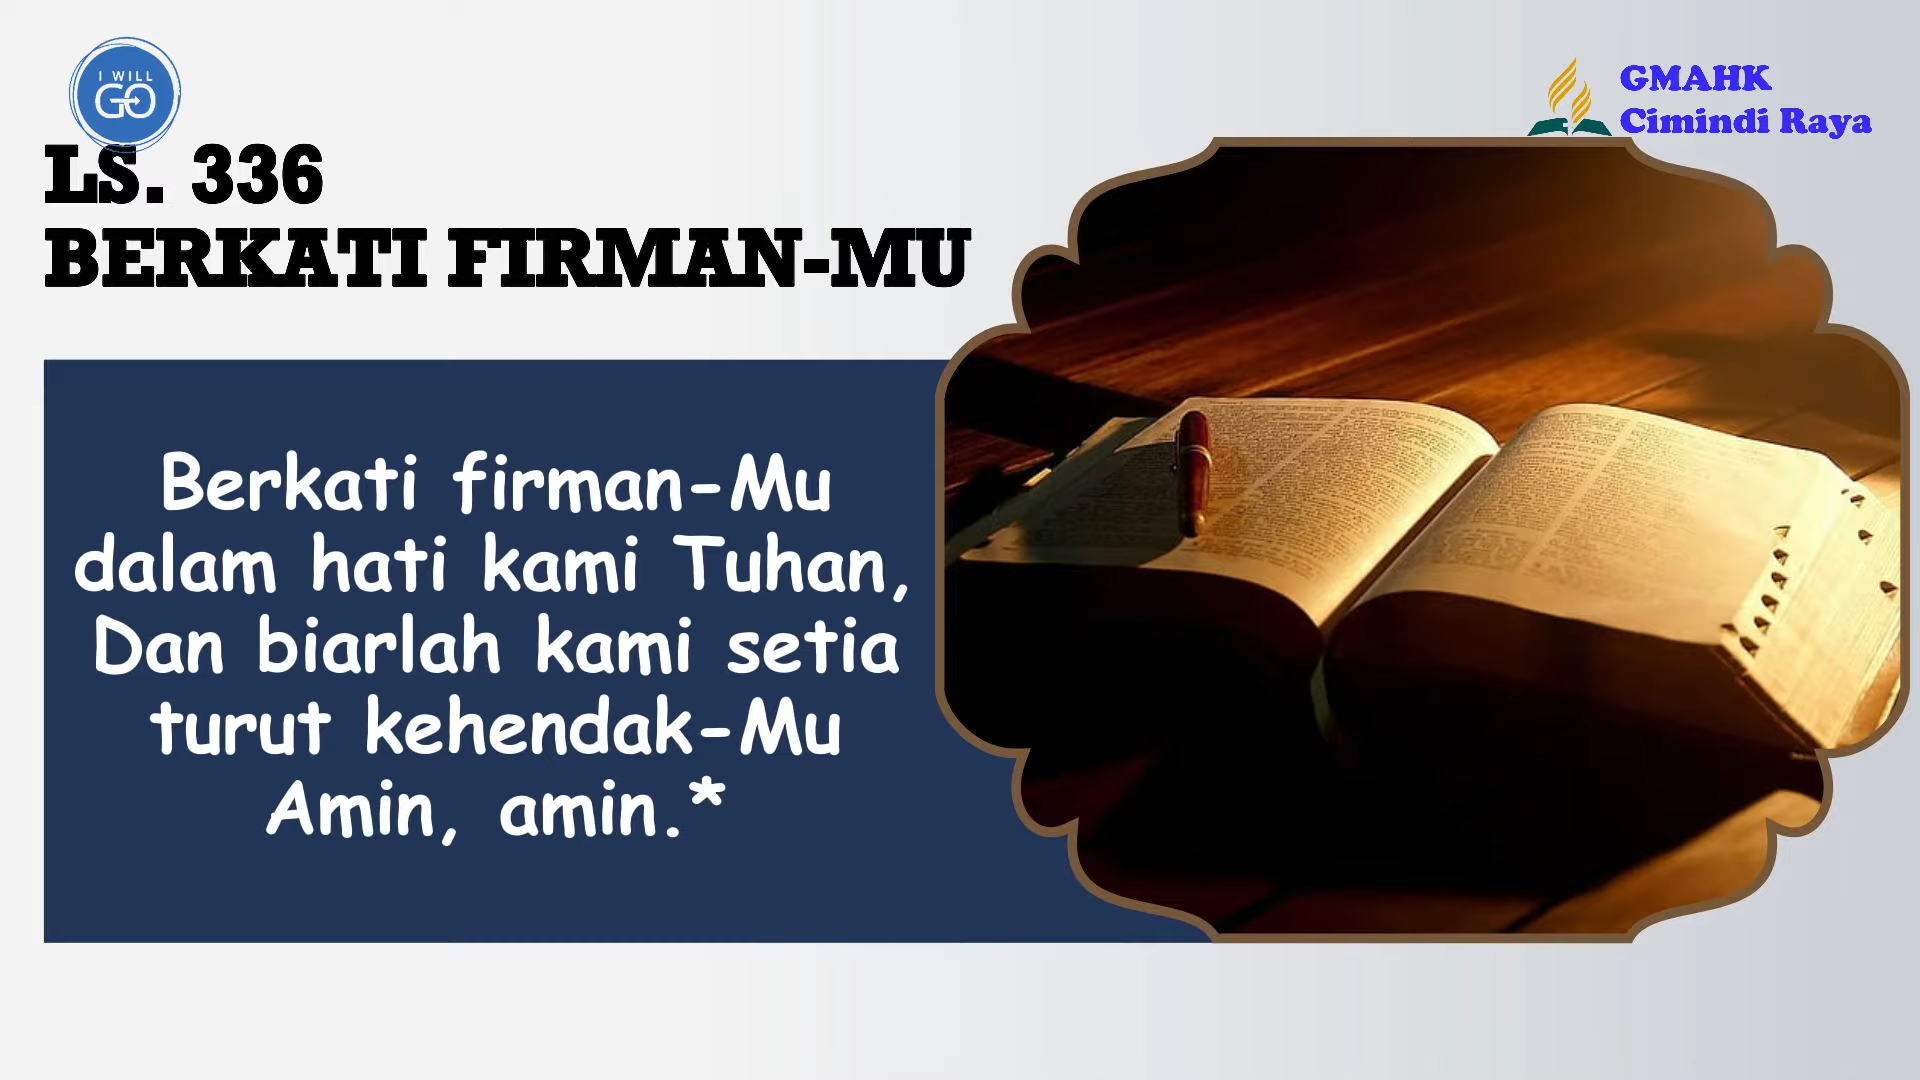 I WILL
GO
GMAHK
Cimindi Raya
LS. 336
BERKATI FIRMAN-MU
Berkati firman-Mu
dalam hati kami Tuhan,
Dan biarlah kami setia
turut kehendak-Mu
Amin, amin.*